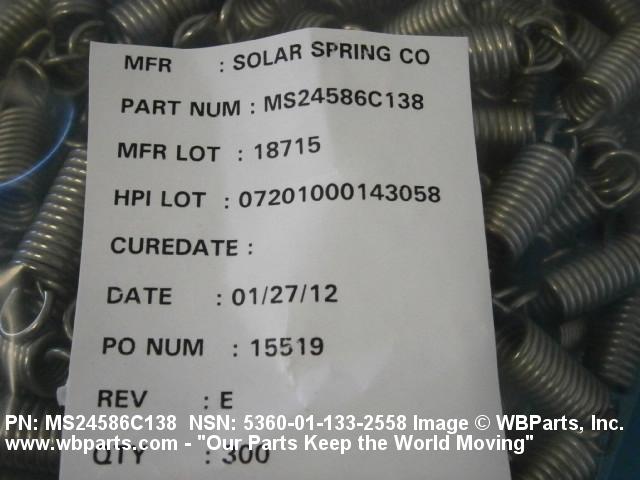 MFR : SOLAR SPRING CO
PART NUM : MS24586C138
MFR LOT : 18715
HPI LOT : 07201000143058
CUREDATE :
DATE : 01/27/12
PO NUM : 15519
REV : E
PN: MS24586C138 NSN: 5360-01-133-2558 Image © WBParts, Inc.
www.wbparts.com - "Our Parts Keep the World Moving"
QTY : 300